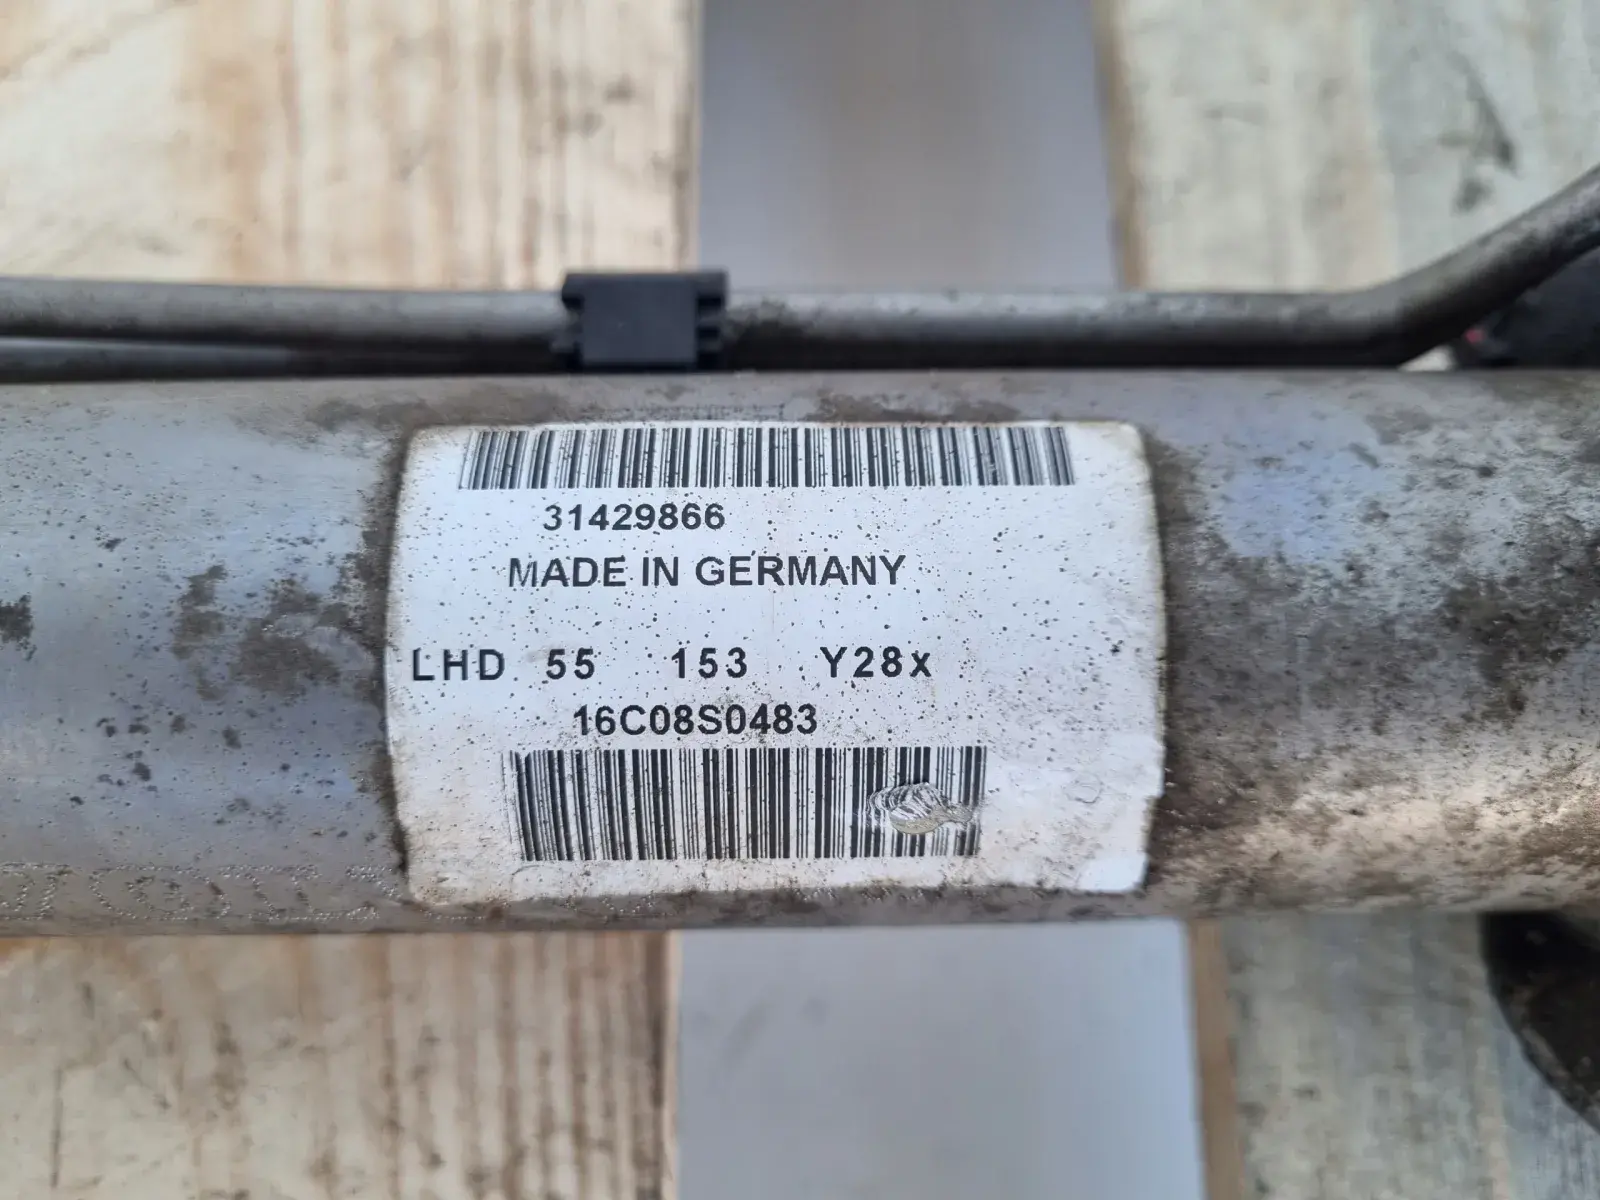 31429866
MADE IN GERMANY
LHD 55 153 Y28x
16C08S0483